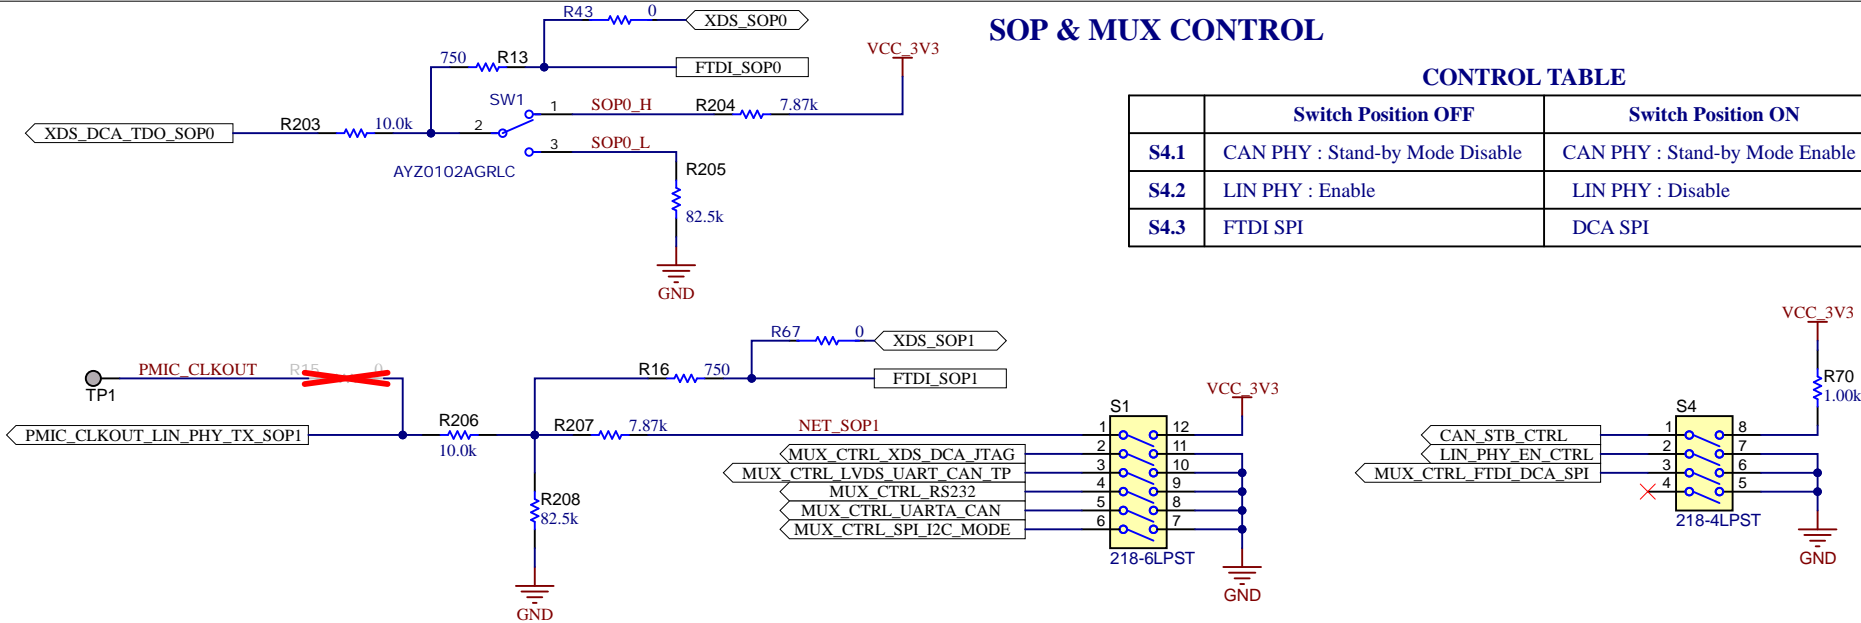 SOP & MUX CONTROL
R43 0 XDS_SOP0
750 R13 FTDI_SOP0
VCC_3V3
XDS_DCA_TDO_SOP0 R203 10.0k
SW1
2
1 SOP0_H R204 7.87k
3 SOP0_L
AYZ0102AGRLC
R205
82.5k
GND
CONTROL TABLE
Switch Position OFF Switch Position ON
S4.1 CAN PHY : Stand-by Mode Disable CAN PHY : Stand-by Mode Enable
S4.2 LIN PHY : Enable LIN PHY : Disable
S4.3 FTDI SPI DCA SPI
TP1
PMIC_CLKOUT R15 0
PMIC_CLKOUT_LIN_PHY_TX_SOP1
R206
10.0k
R67 0 XDS_SOP1
R16 750 FTDI_SOP1
R207 7.87k NET_SOP1
R208
82.5k
GND
VCC_3V3
S1
1 12
MUX_CTRL_XDS_DCA_JTAG 2 11
MUX_CTRL_LVDS_UART_CAN_TP 3 10
MUX_CTRL_RS232 4 9
MUX_CTRL_UARTA_CAN 5 8
MUX_CTRL_SPI_I2C_MODE 6 7
218-6LPST
GND
VCC_3V3
R70
1.00k
S4
CAN_STB_CTRL 1 8
LIN_PHY_EN_CTRL 2 7
MUX_CTRL_FTDI_DCA_SPI 3 6
4 5
218-4LPST
GND